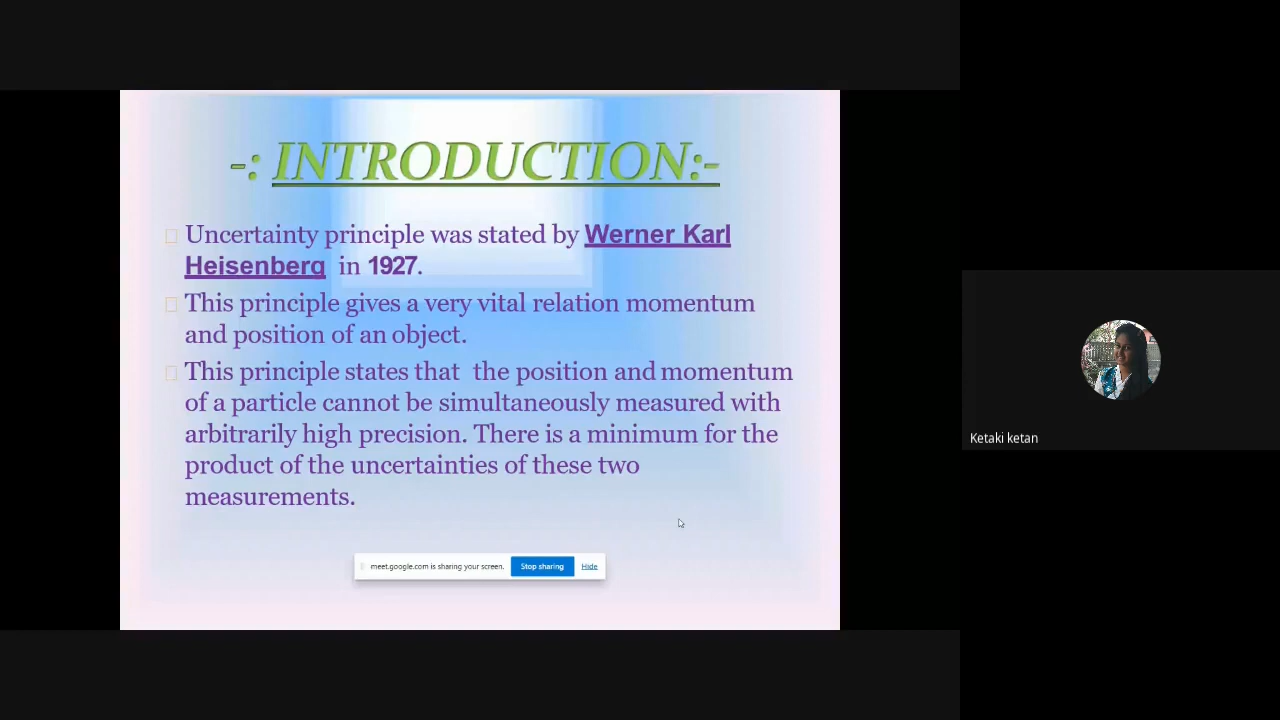 -: INTRODUCTION:-
Uncertainty principle was stated by Werner Karl
Heisenberg in 1927.
This principle gives a very vital relation momentum
and position of an object.
This principle states that the position and momentum
of a particle cannot be simultaneously measured with
arbitrarily high precision. There is a minimum for the
product of the uncertainties of these two
measurements.
meet.google.com is sharing your screen. Stop sharing Hide
Ketaki ketan